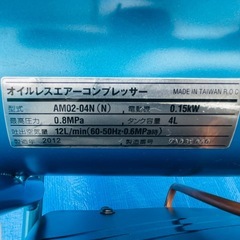 オイルレスエアーコンプレッサー MADE IN TAIWAN R.O.C
形式 AM02-04N(N) 電動機 0.15kW
最高圧力 0.8MPa タンク容量 4L
吐出空気量 12L/min(60-50Hz-0.6MPa時)
製造年 2012 製造番号